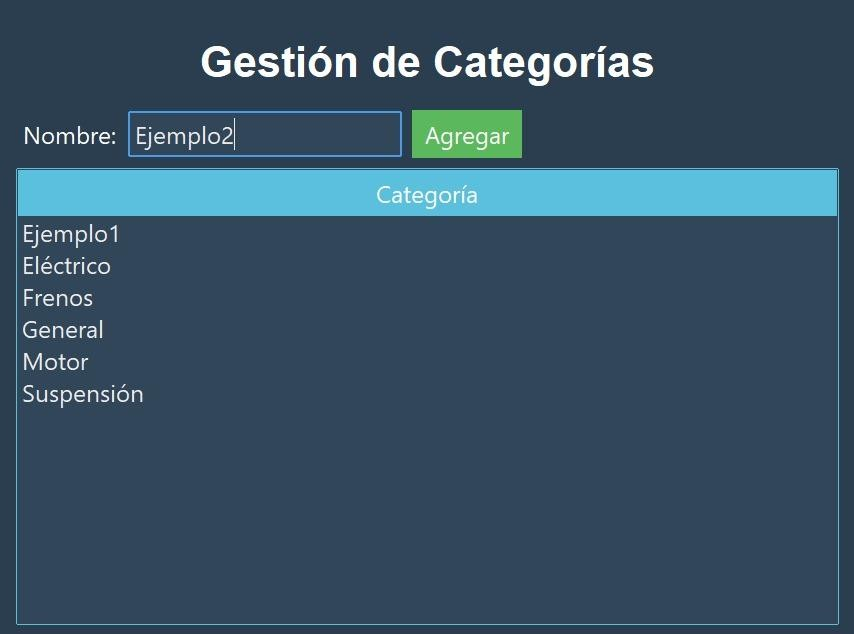 Gestión de Categorías
Nombre: Ejemplo2 Agregar
Categoría
Ejemplo1
Eléctrico
Frenos
General
Motor
Suspensión